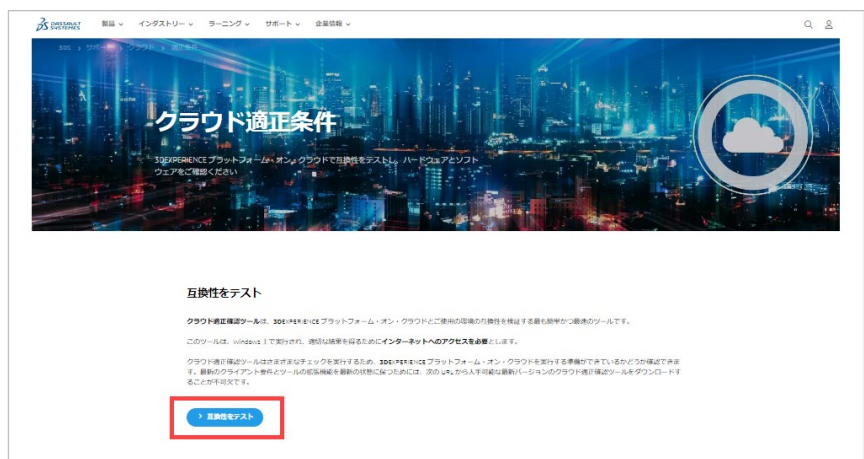 DASSAULT SYSTEMES 製品 インダストリー ラーニング サポート 企業情報
3DS > サポート > クラウド > 適正条件
クラウド適正条件
3DEXPERIENCE プラットフォーム・オン・クラウドで互換性をテストし、ハードウェアとソフト
ウェアをご確認ください
互換性をテスト
クラウド適正確認ツールは、3DEXPERIENCE プラットフォーム・オン・クラウドとご使用の環境の互換性を検証する最も簡単かつ最速のツールです。
このツールは、Windows 上で実行され、適切な結果を得るためにインターネットへのアクセスを必要とします。
クラウド適正確認ツールはさまざまなチェックを実行するため、3DEXPERIENCE プラットフォーム・オン・クラウドを実行する準備ができているかどうか確認できま
す。最新のクライアント要件とツールの拡張機能を最新の状態に保つためには、次の URL から入手可能な最新バージョンのクラウド適正確認ツールをダウンロードす
ることが不可欠です。
> 互換性をテスト